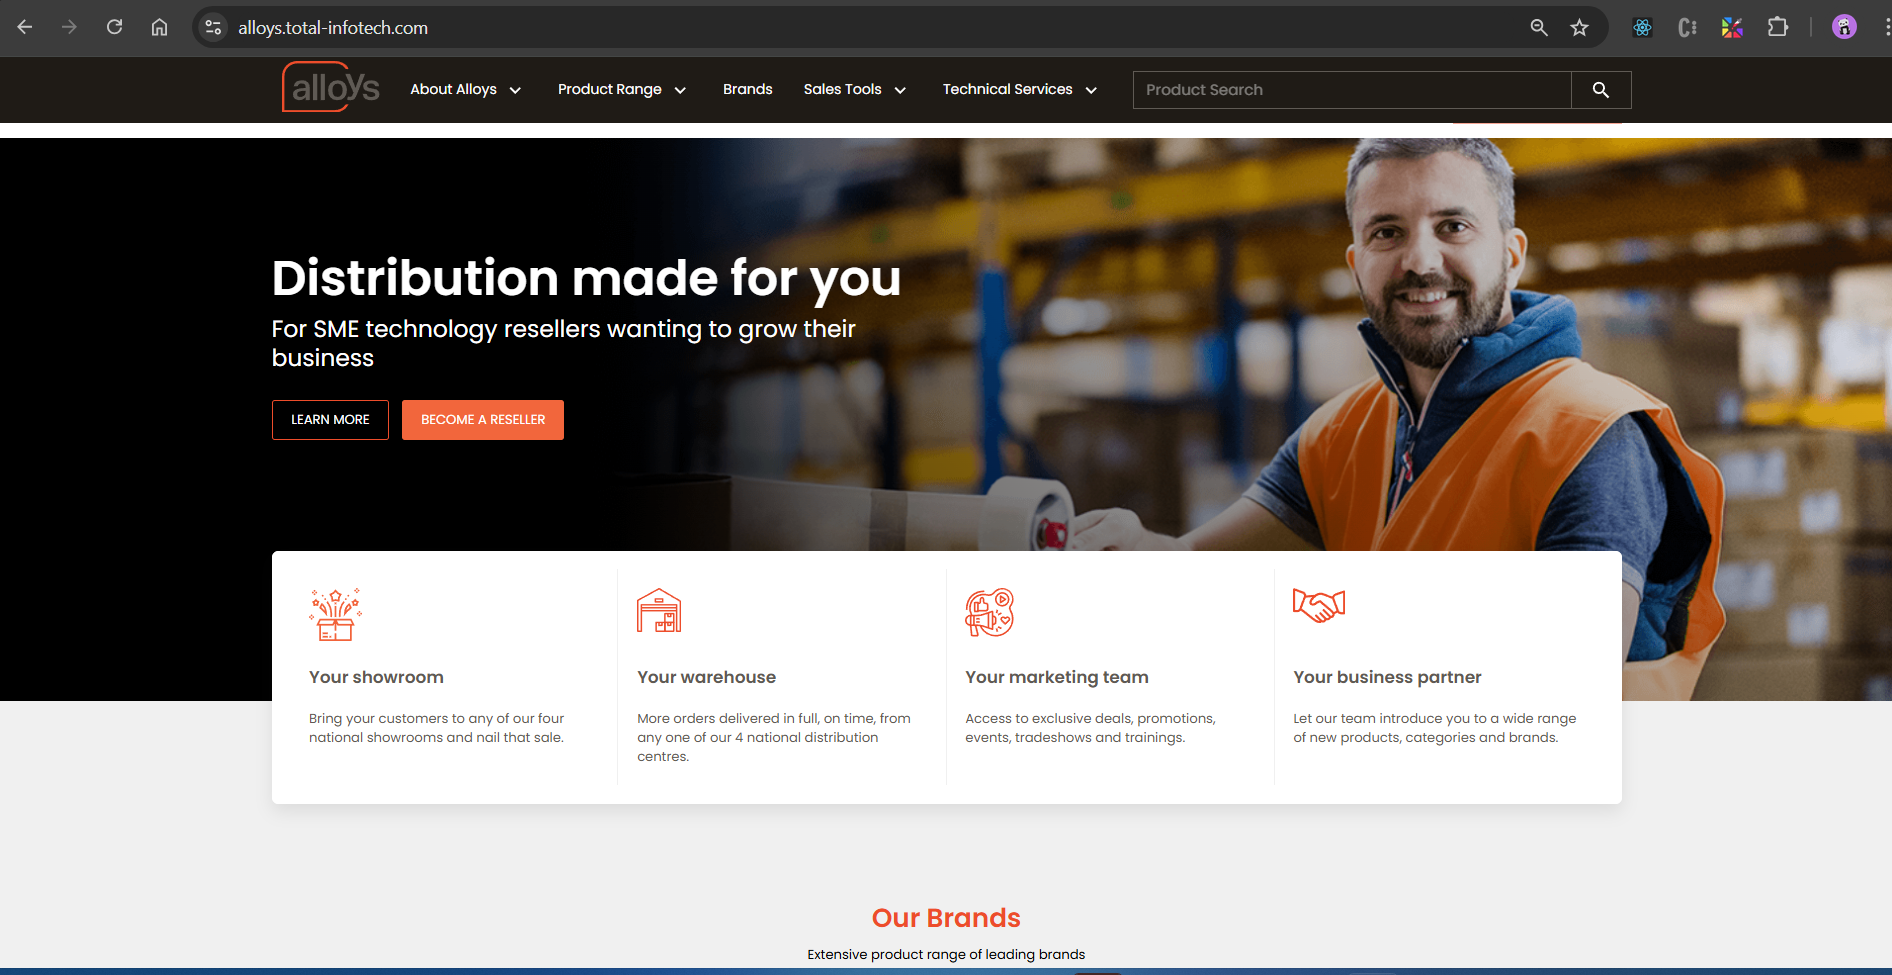 alloys.total-infotech.com
alloys
About Alloys
Product Range
Brands
Sales Tools
Technical Services
Product Search
Distribution made for you
For SME technology resellers wanting to grow their
business
LEARN MORE
BECOME A RESELLER
Your showroom
Bring your customers to any of our four
national showrooms and nail that sale.
Your warehouse
More orders delivered in full, on time, from
any one of our 4 national distribution
centres.
Your marketing team
Access to exclusive deals, promotions,
events, tradeshows and trainings.
Your business partner
Let our team introduce you to a wide range
of new products, categories and brands.
Our Brands
Extensive product range of leading brands